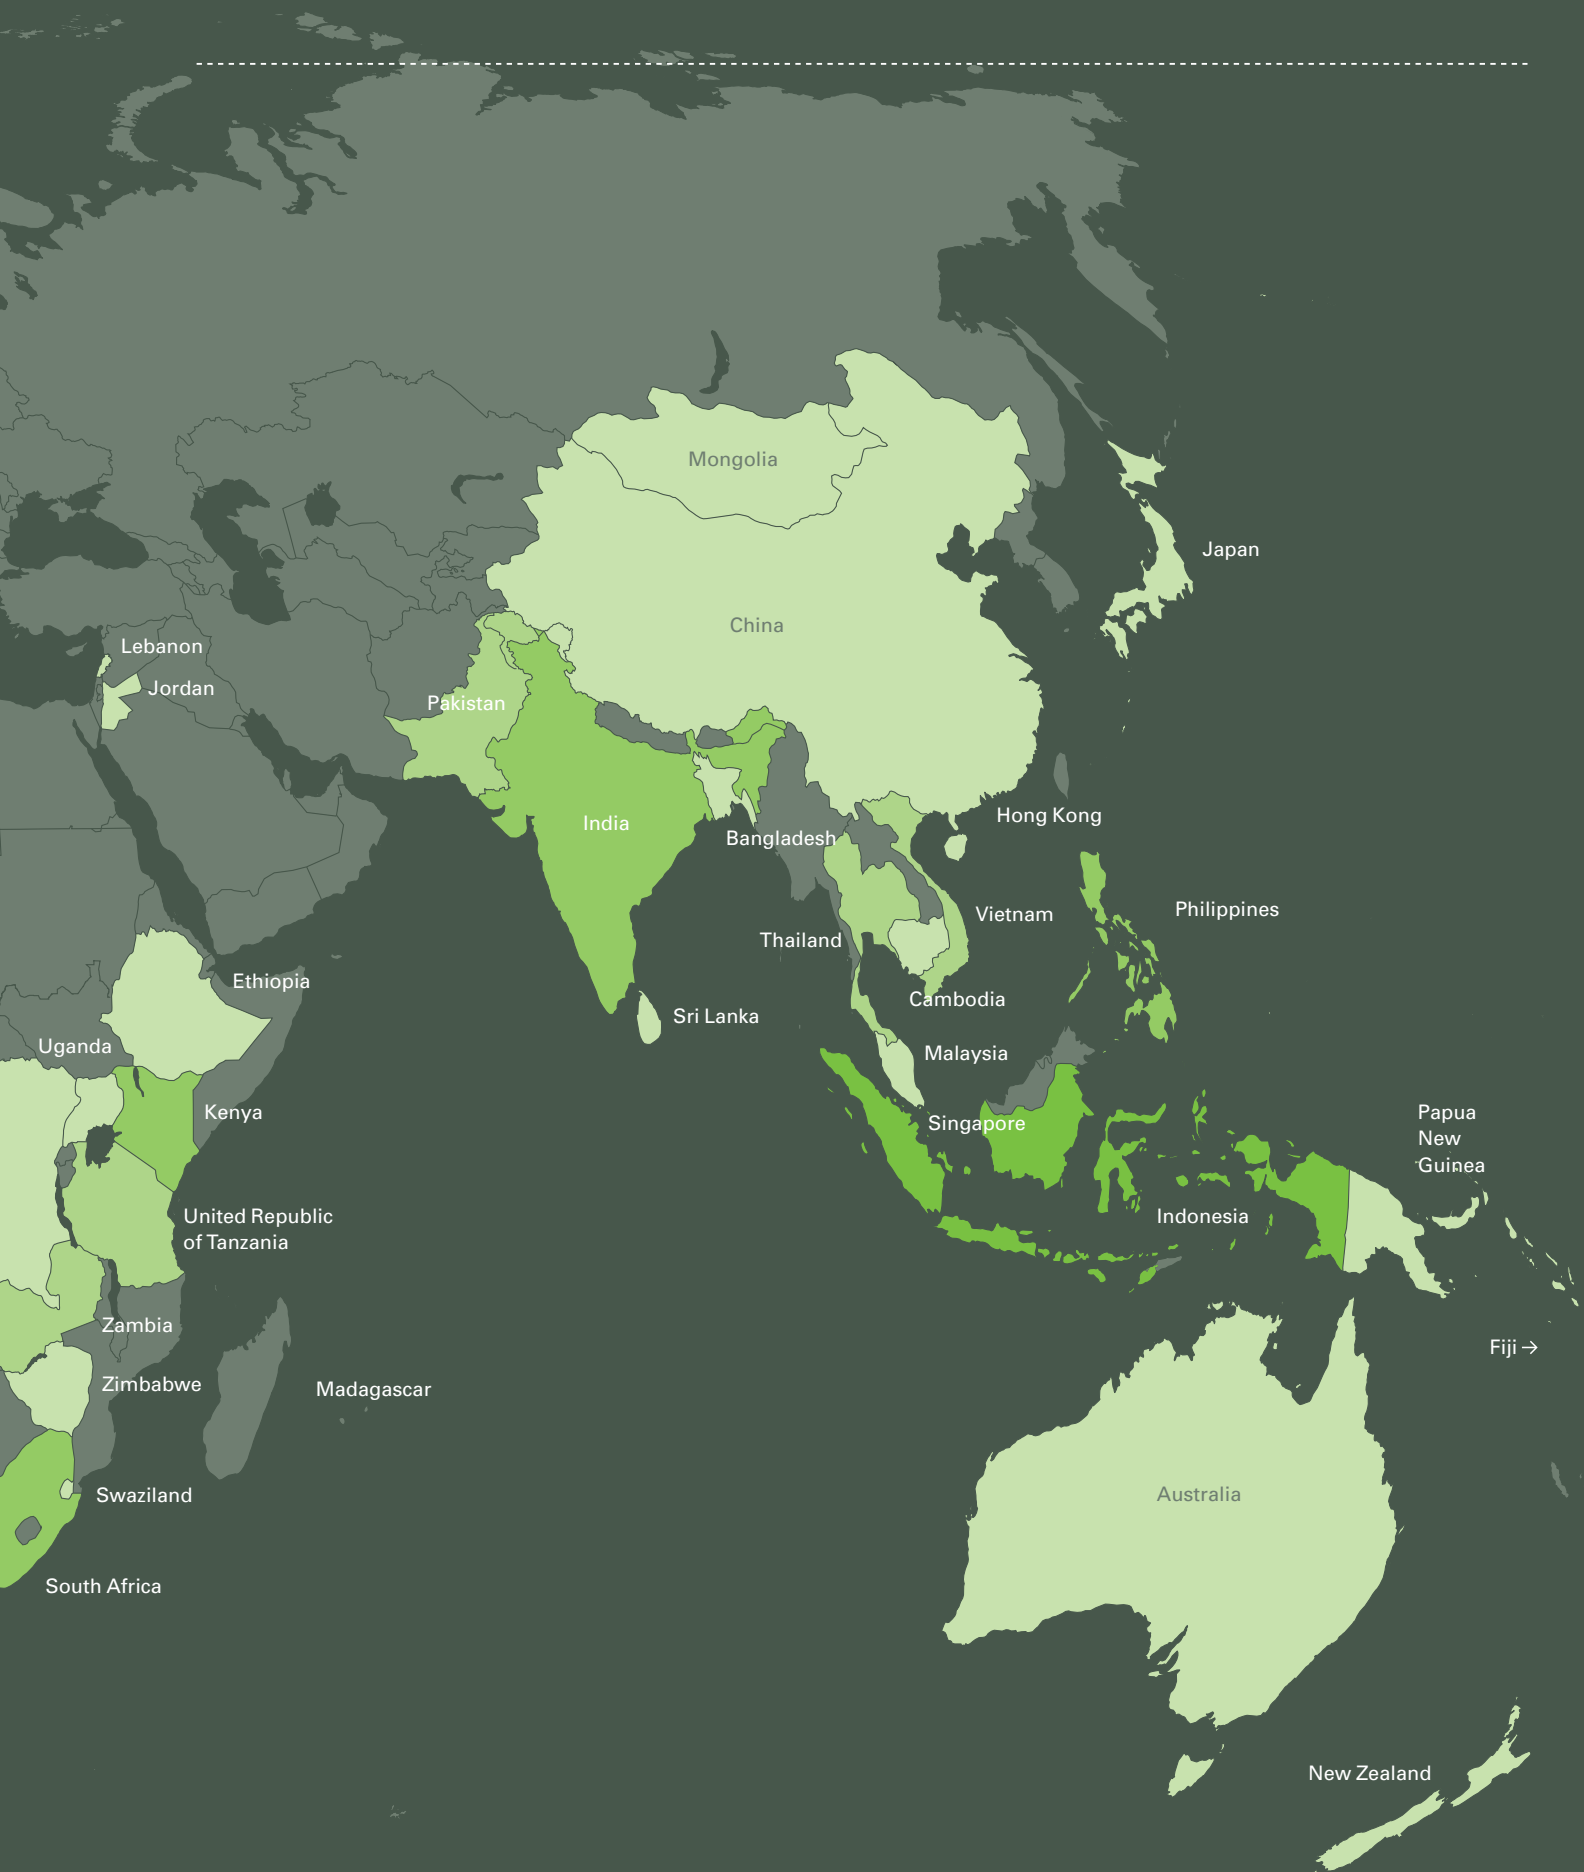 Mongolia
Japan
China
Lebanon
Jordan
Pakistan
Hong Kong
India
Bangladesh
Philippines
Vietnam
Thailand
Ethiopia
Cambodia
Sri Lanka
Uganda
Malaysia
Kenya
Singapore
Papua
New
Guinea
United Republic
of Tanzania
Indonesia
Zambia
Fiji →
Zimbabwe
Madagascar
Swaziland
Australia
South Africa
New Zealand